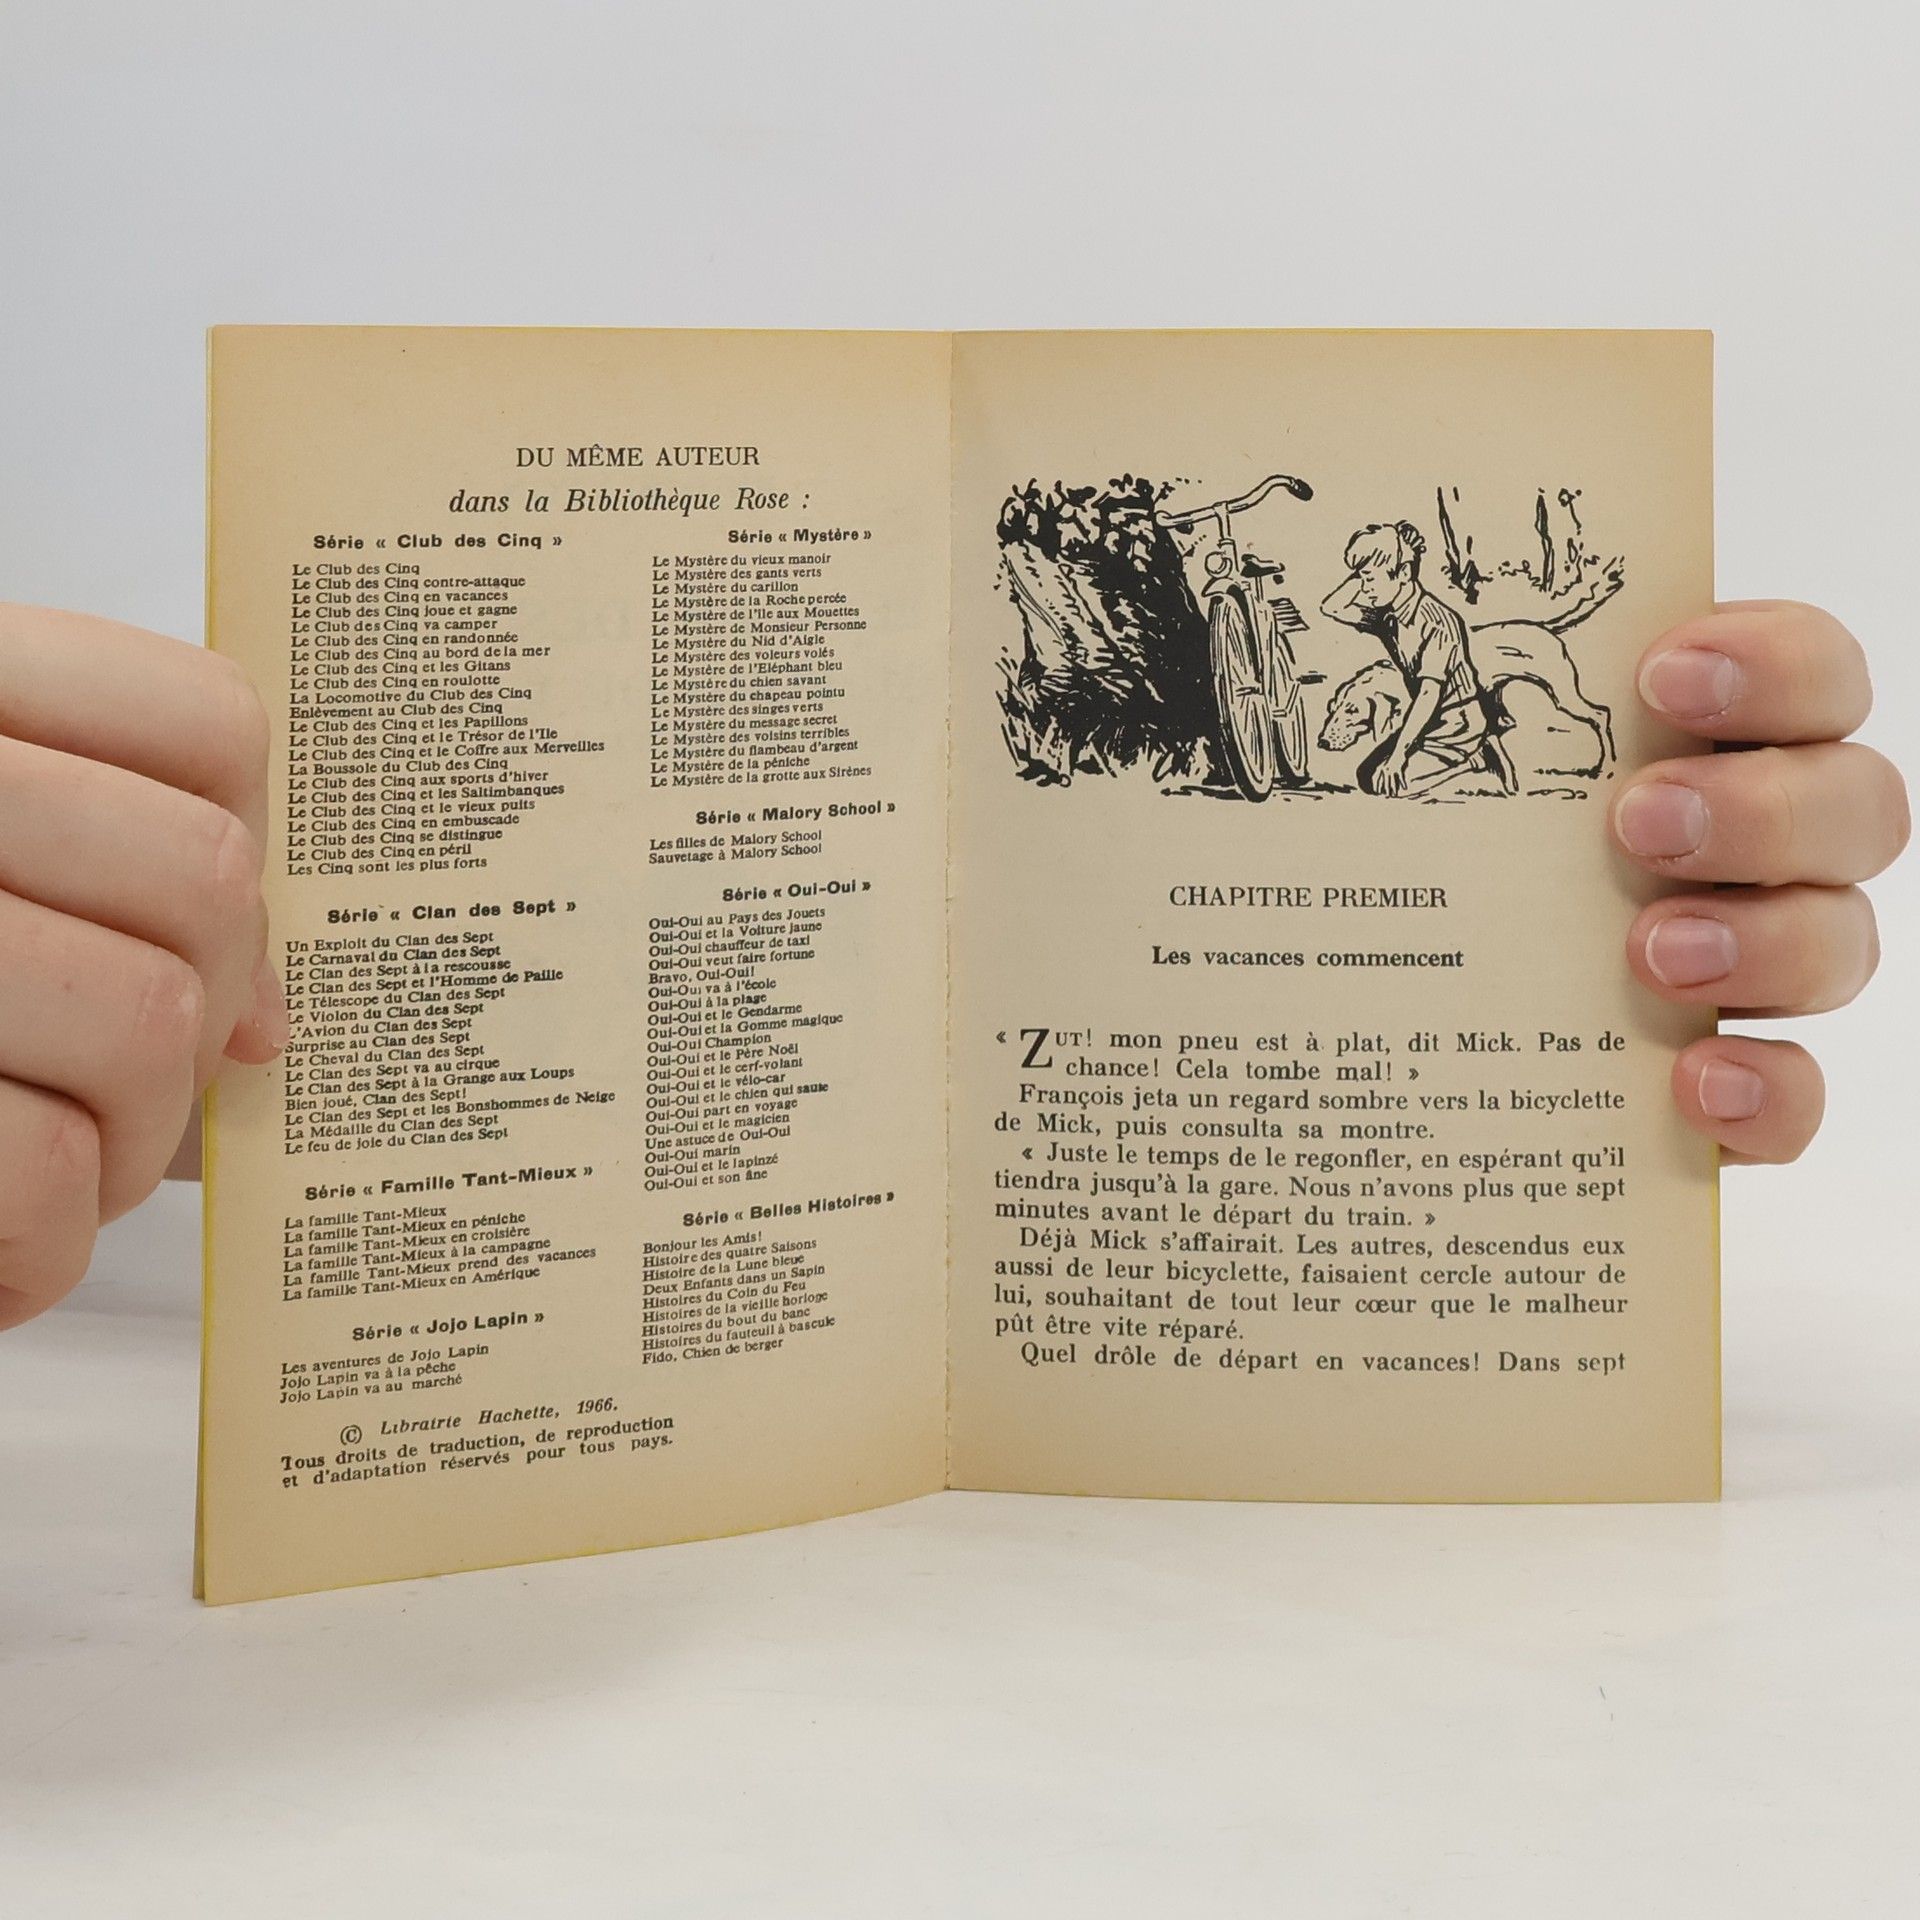 DU MÊME AUTEUR
dans la Bibliothèque Rose :
Série « Club des Cinq »
Le Club des Cinq
Le Club des Cinq contre-attaque
Le Club des Cinq en vacances
Le Club des Cinq joue et gagne
Le Club des Cinq va camper
Le Club des Cinq en randonnée
Le Club des Cinq au bord de la mer
Le Club des Cinq et les Gitans
Le Club des Cinq en roulotte
La Locomotive du Club des Cinq
Enlèvement au Club des Cinq
Le Club des Cinq et les Papillons
Le Club des Cinq et le Trésor de l'Ile
Le Club des Cinq et le Coffre aux Merveilles
La Boussole du Club des Cinq
Le Club des Cinq aux sports d'hiver
Le Club des Cinq et les Saltimbanques
Le Club des Cinq et le vieux puits
Le Club des Cinq en embuscade
Le Club des Cinq se distingue
Le Club des Cinq en péril
Les Cinq sont les plus forts
Série « Clan des Sept »
Un Exploit du Clan des Sept
Le Carnaval du Clan des Sept
Le Clan des Sept à la rescousse
Le Clan des Sept et l'Homme de Paille
Le Télescope du Clan des Sept
Le Violon du Clan des Sept
L'Avion du Clan des Sept
Surprise au Clan des Sept
Le Cheval du Clan des Sept
Le Clan des Sept va au cirque
Le Clan des Sept à la Grange aux Loups
Bien joué, Clan des Sept!
Le Clan des Sept et les Bonshommes de Neige
La Médaille du Clan des Sept
Le feu de joie du Clan des Sept
Série « Famille Tant-Mieux »
La famille Tant-Mieux
La famille Tant-Mieux en péniche
La famille Tant-Mieux en croisière
La famille Tant-Mieux à la campagne
La famille Tant-Mieux prend des vacances
La famille Tant-Mieux en Amérique
Série « Jojo Lapin »
Les aventures de Jojo Lapin
Jojo Lapin va à la pêche
Jojo Lapin va au marché
Série « Mystère »
Le Mystère du vieux manoir
Le Mystère des gants verts
Le Mystère du carillon
Le Mystère de la Roche percée
Le Mystère de l'île aux Mouettes
Le Mystère de Monsieur Personne
Le Mystère du Nid d'Aigle
Le Mystère des voleurs volés
Le Mystère de l'Eléphant bleu
Le Mystère du chien savant
Le Mystère du chapeau pointu
Le Mystère des singes verts
Le Mystère du message secret
Le Mystère des voisins terribles
Le Mystère du flambeau d'argent
Le Mystère de la péniche
Le Mystère de la grotte aux Sirènes
Série « Malory School »
Les filles de Malory School
Sauvetage à Malory School
Série « Oui-Oui »
Oui-Oui au Pays des Jouets
Oui-Oui et la Voiture jaune
Oui-Oui chauffeur de taxi
Oui-Oui veut faire fortune
Bravo, Oui-Oui!
Oui-Oui va à l'école
Oui-Oui à la plage
Oui-Oui et le Gendarme
Oui-Oui et la Gomme magique
Oui-Oui Champion
Oui-Oui et le Père Noël
Oui-Oui et le cerf-volant
Oui-Oui et le vélo-car
Oui-Oui et le chien qui saute
Oui-Oui part en voyage
Oui-Oui et le magicien
Une astuce de Oui-Oui
Oui-Oui marin
Oui-Oui et le lapinzé
Oui-Oui et son âne
Série « Belles Histoires »
Bonjour les Amis!
Histoire des quatre Saisons
Histoire de la Lune bleue
Deux Enfants dans un Sapin
Histoires du Coin du Feu
Histoires de la vieille horloge
Histoires du bout du banc
Histoires du fauteuil à bascule
Fido, Chien de berger
© Librairie Hachette, 1966.
Tous droits de traduction, de reproduction
et d'adaptation réservés pour tous pays.
CHAPITRE PREMIER
Les vacances commencent
« ZUT! mon pneu est à plat, dit Mick. Pas de
chance! Cela tombe mal! »
François jeta un regard sombre vers la bicyclette
de Mick, puis consulta sa montre.
« Juste le temps de le regonfler, en espérant qu'il
tiendra jusqu'à la gare. Nous n'avons plus que sept
minutes avant le départ du train. »
Déjà Mick s'affairait. Les autres, descendus eux
aussi de leur bicyclette, faisaient cercle autour de
lui, souhaitant de tout leur cœur que le malheur
pût être vite réparé.
Quel drôle de départ en vacances! Dans sept